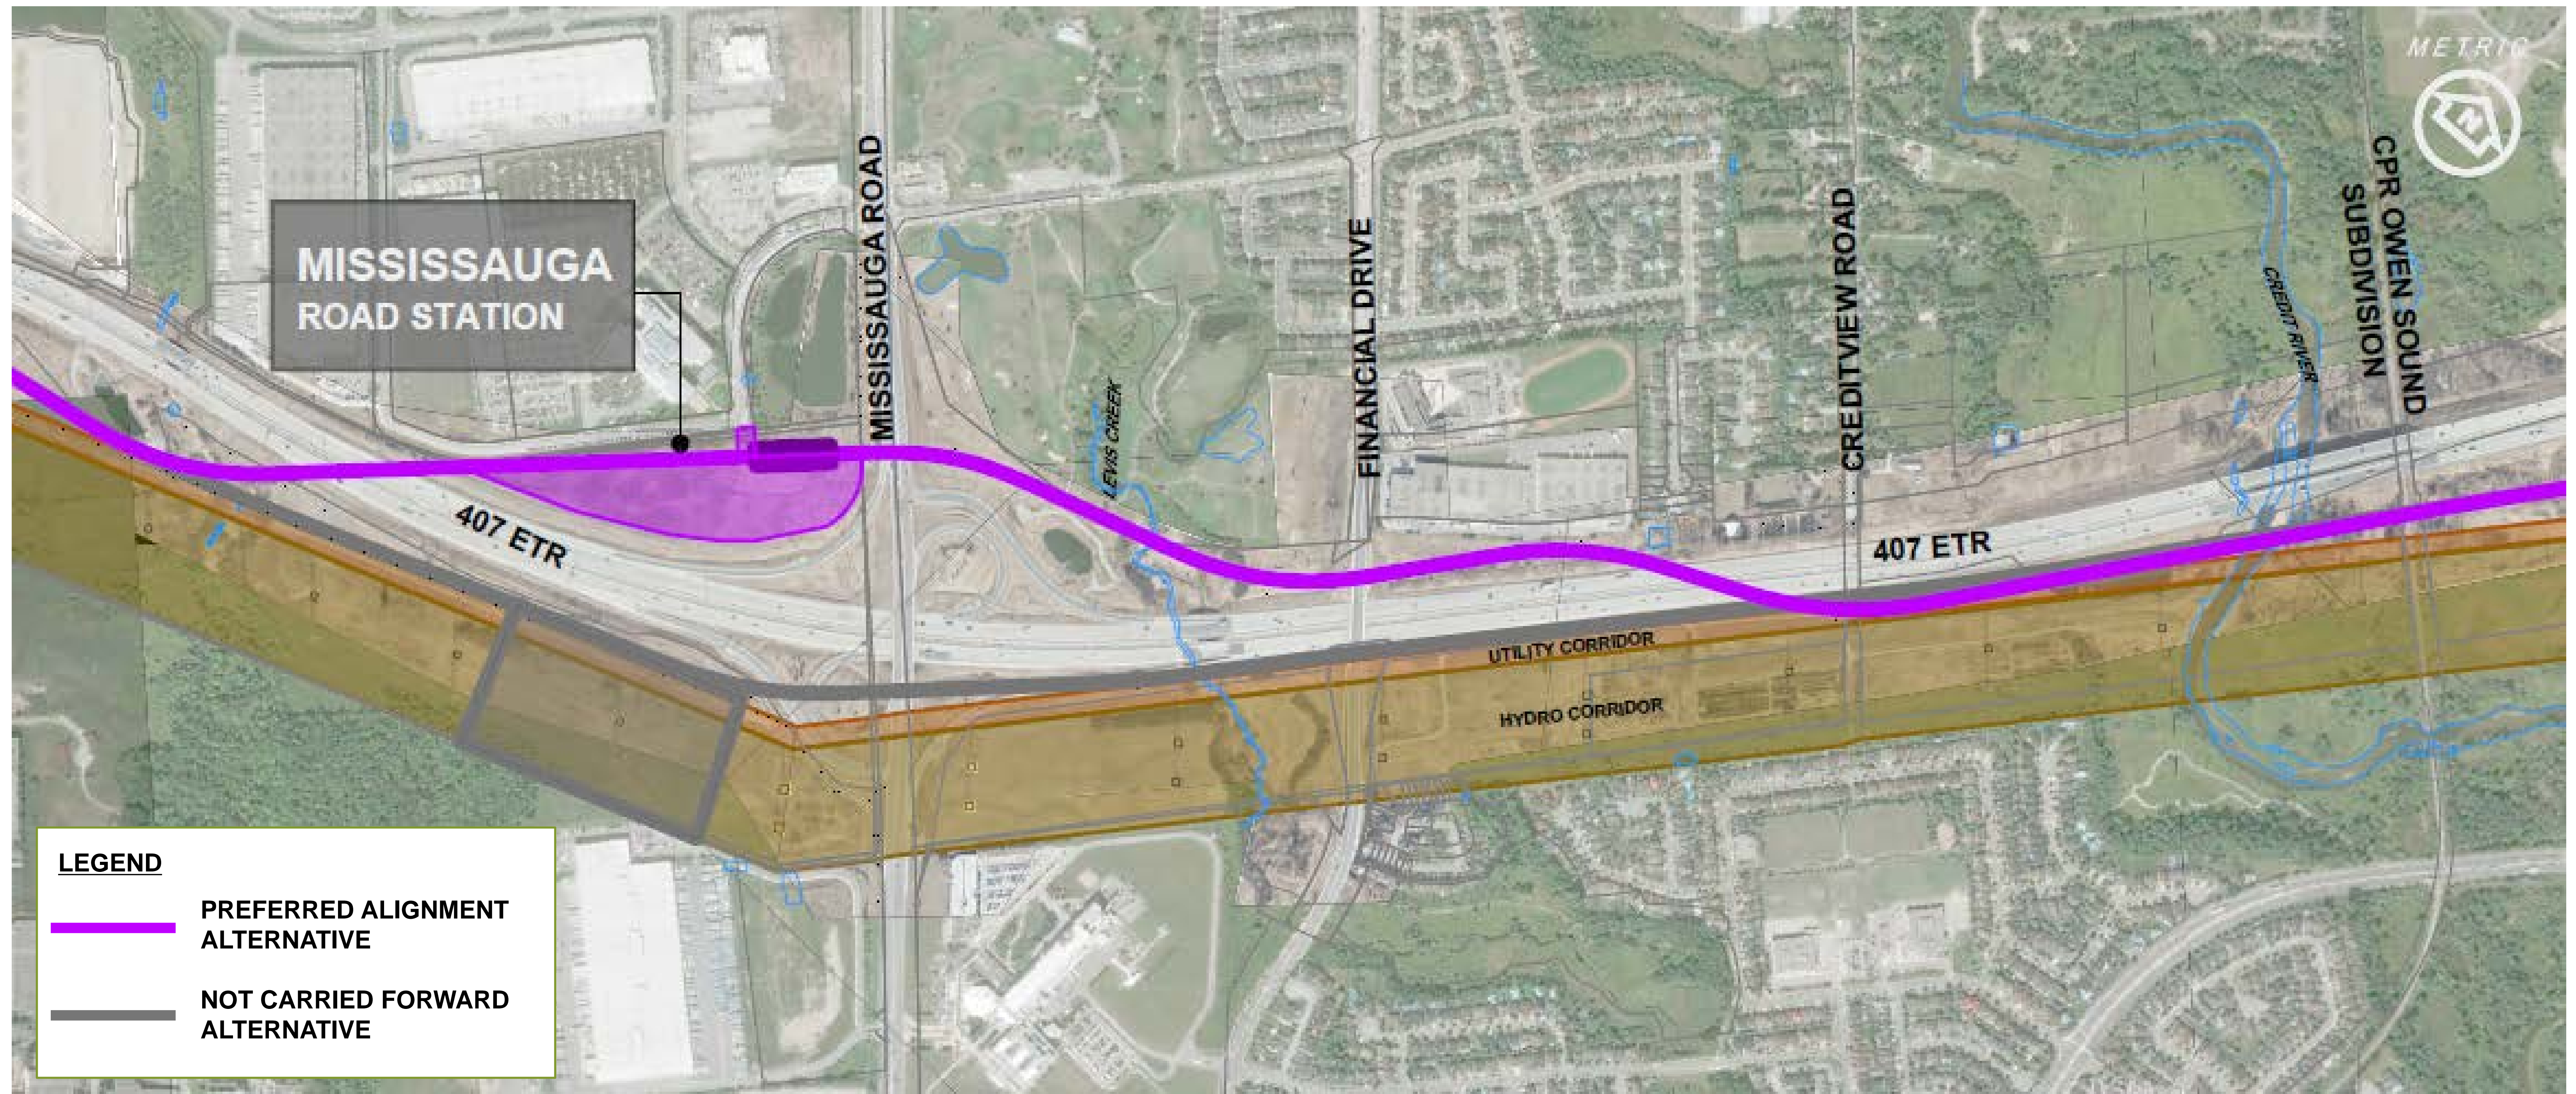 METRIC
N
MISSISSAUGA
ROAD STATION
MISSISSAUGA ROAD
FINANCIAL DRIVE
CREDITVIEW ROAD
CPR OWEN SOUND
SUBDIVISION
CREDIT RIVER
LEVIS CREEK
407 ETR
407 ETR
UTILITY CORRIDOR
HYDRO CORRIDOR
LEGEND
PREFERRED ALIGNMENT
ALTERNATIVE
NOT CARRIED FORWARD
ALTERNATIVE